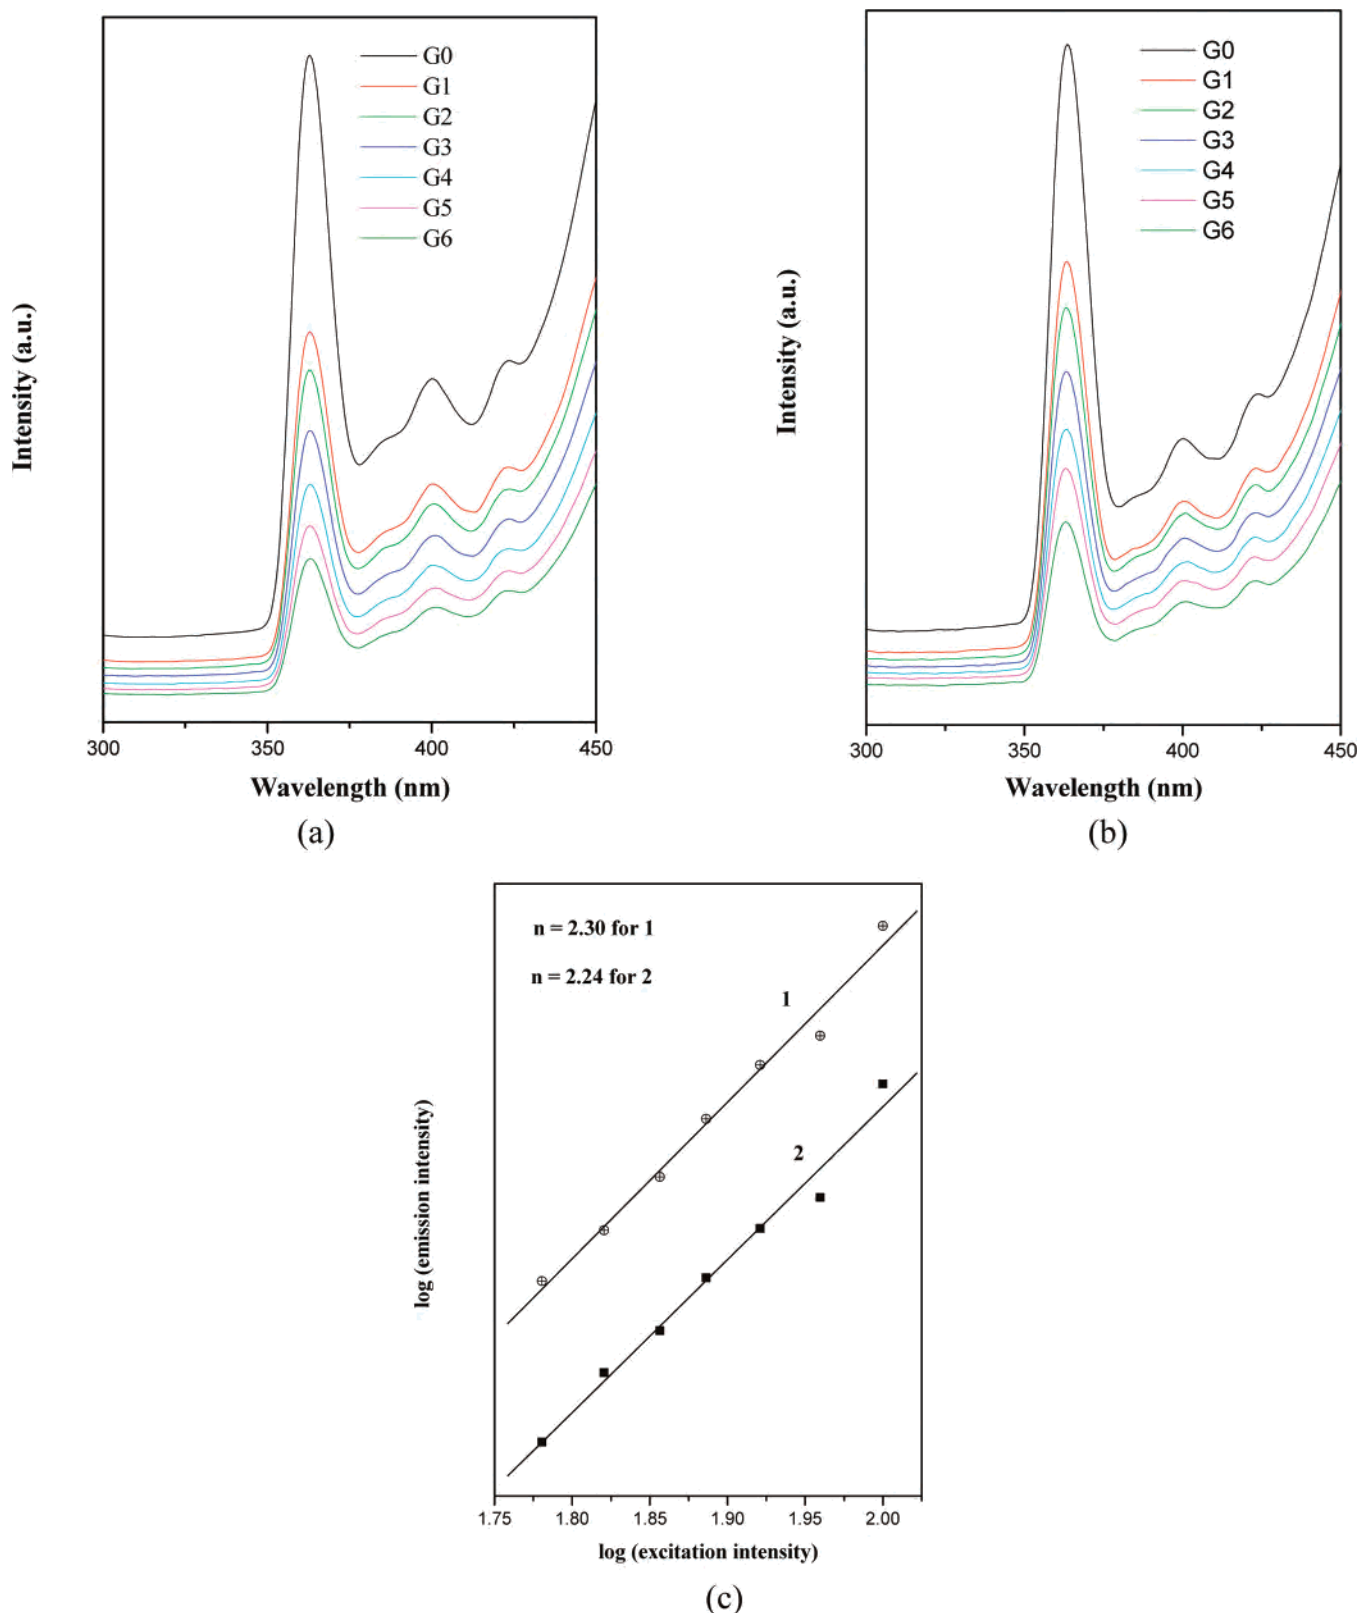 G0
G1
G2
G3
G4
G5
G6
Intensity (a.u.)
300
350
400
450
Wavelength (nm)
(a)
G0
G1
G2
G3
G4
G5
G6
Intensity (a.u.)
300
350
400
450
Wavelength (nm)
(b)
n = 2.30 for 1
n = 2.24 for 2
1
2
log (emission intensity)
1.75
1.80
1.85
1.90
1.95
2.00
log (excitation intensity)
(c)